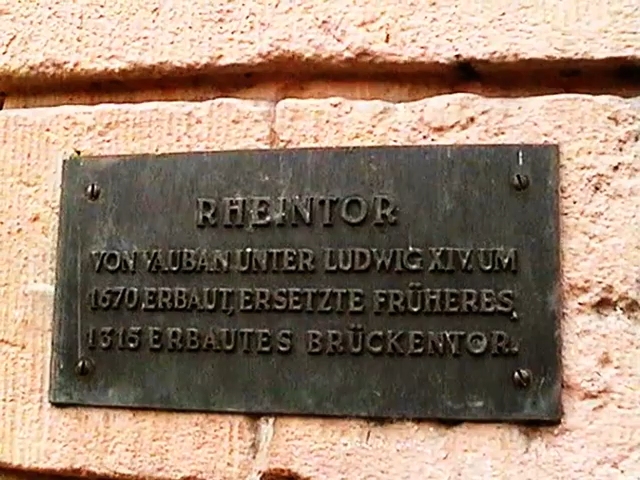 RHEINTOR
VON VAUBAN UNTER LUDWIG XIV. UM
1670 ERBAUT, ERSETZTE FRÜHERES,
1315 ERBAUTES BRÜCKENTOR.